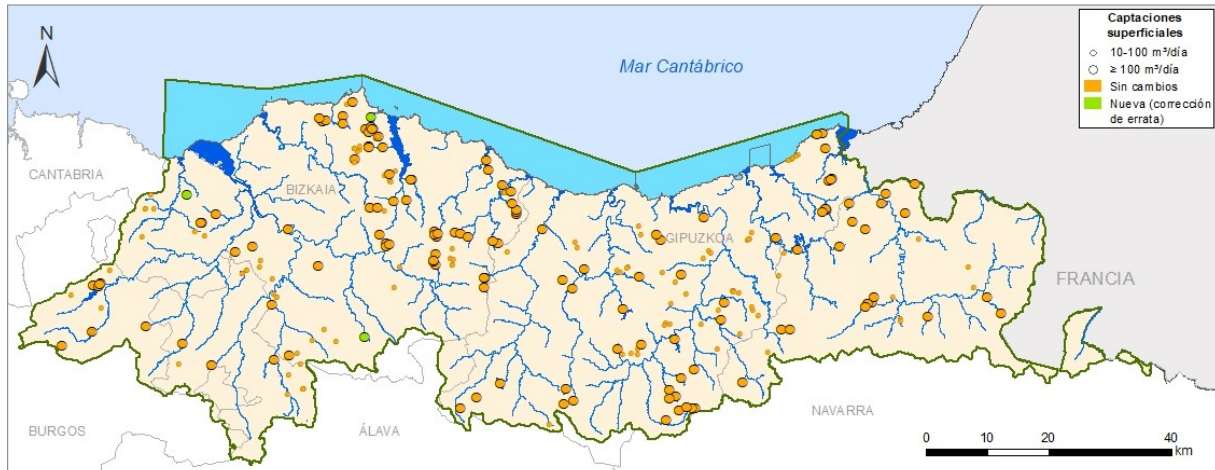 N
Mar Cantábrico
Captaciones
superficiales
10-100 m³/día
≥ 100 m³/día
Sin cambios
Nueva (corrección
de errata)
CANTABRIA
BIZKAIA
GIPUZKOA
FRANCIA
BURGOS
ÁLAVA
NAVARRA
0 10 20 40
km